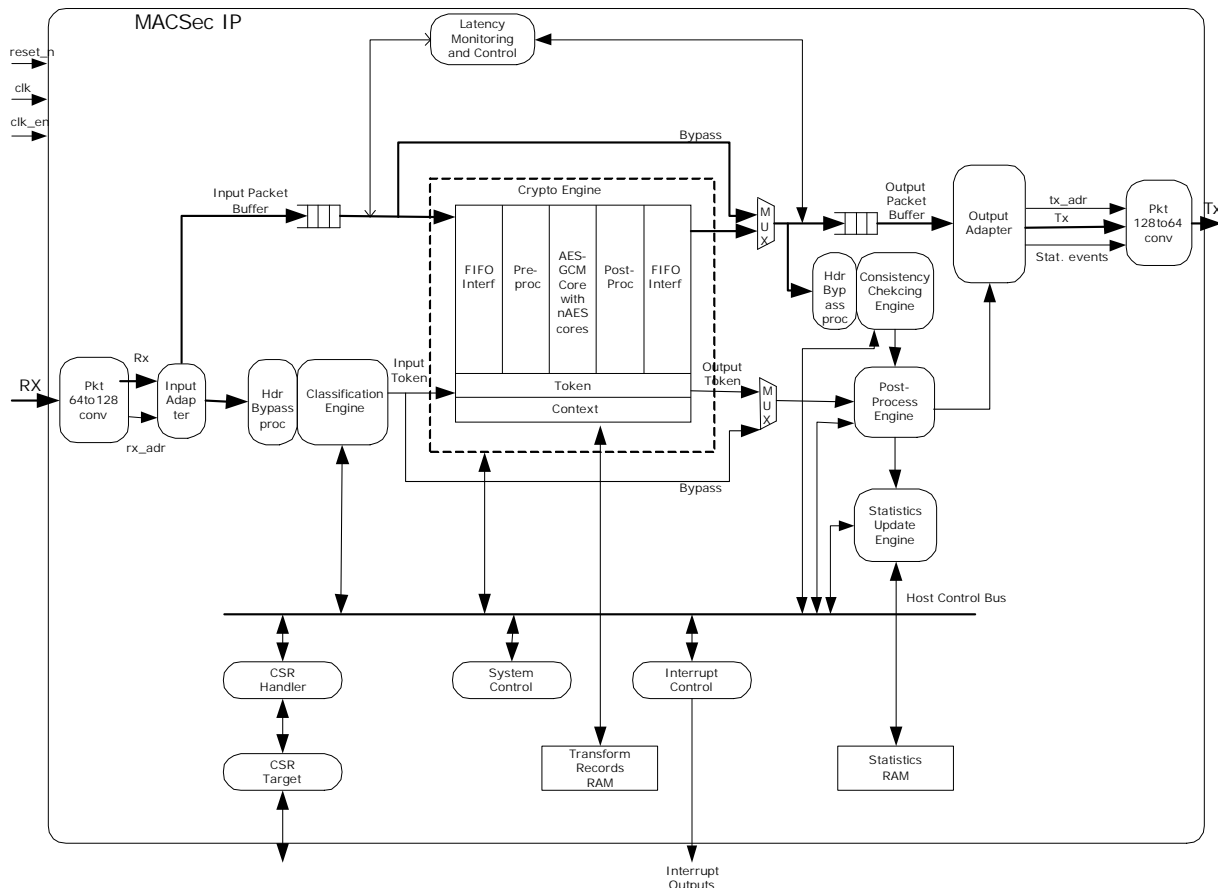 MACSec IP
Latency
Monitoring
and Control
reset_n
clk
clk_en
Bypass
Input Packet
Buffer
Crypto Engine
M
U
X
Output
Packet
Buffer
Output
Adapter
tx_adr
Tx
Stat. events
Pkt
128to64
conv
Tx
FIFO
Interf
Pre-
proc
AES-
GCM
Core
with
nAES
cores
Post-
Proc
FIFO
Interf
Hdr
Byp
ass
proc
Consistency
Chekcing
Engine
RX
Pkt
64to128
conv
Rx
rx_adr
Input
Adap
ter
Hdr
Bypass
proc
Classification
Engine
Input
Token
Token
Context
Output
Token
M
U
X
Post-
Process
Engine
Bypass
Statistics
Update
Engine
Host Control Bus
CSR
Handler
System
Control
Interrupt
Control
CSR
Target
Transform
Records
RAM
Statistics
RAM
Interrupt
Outputs